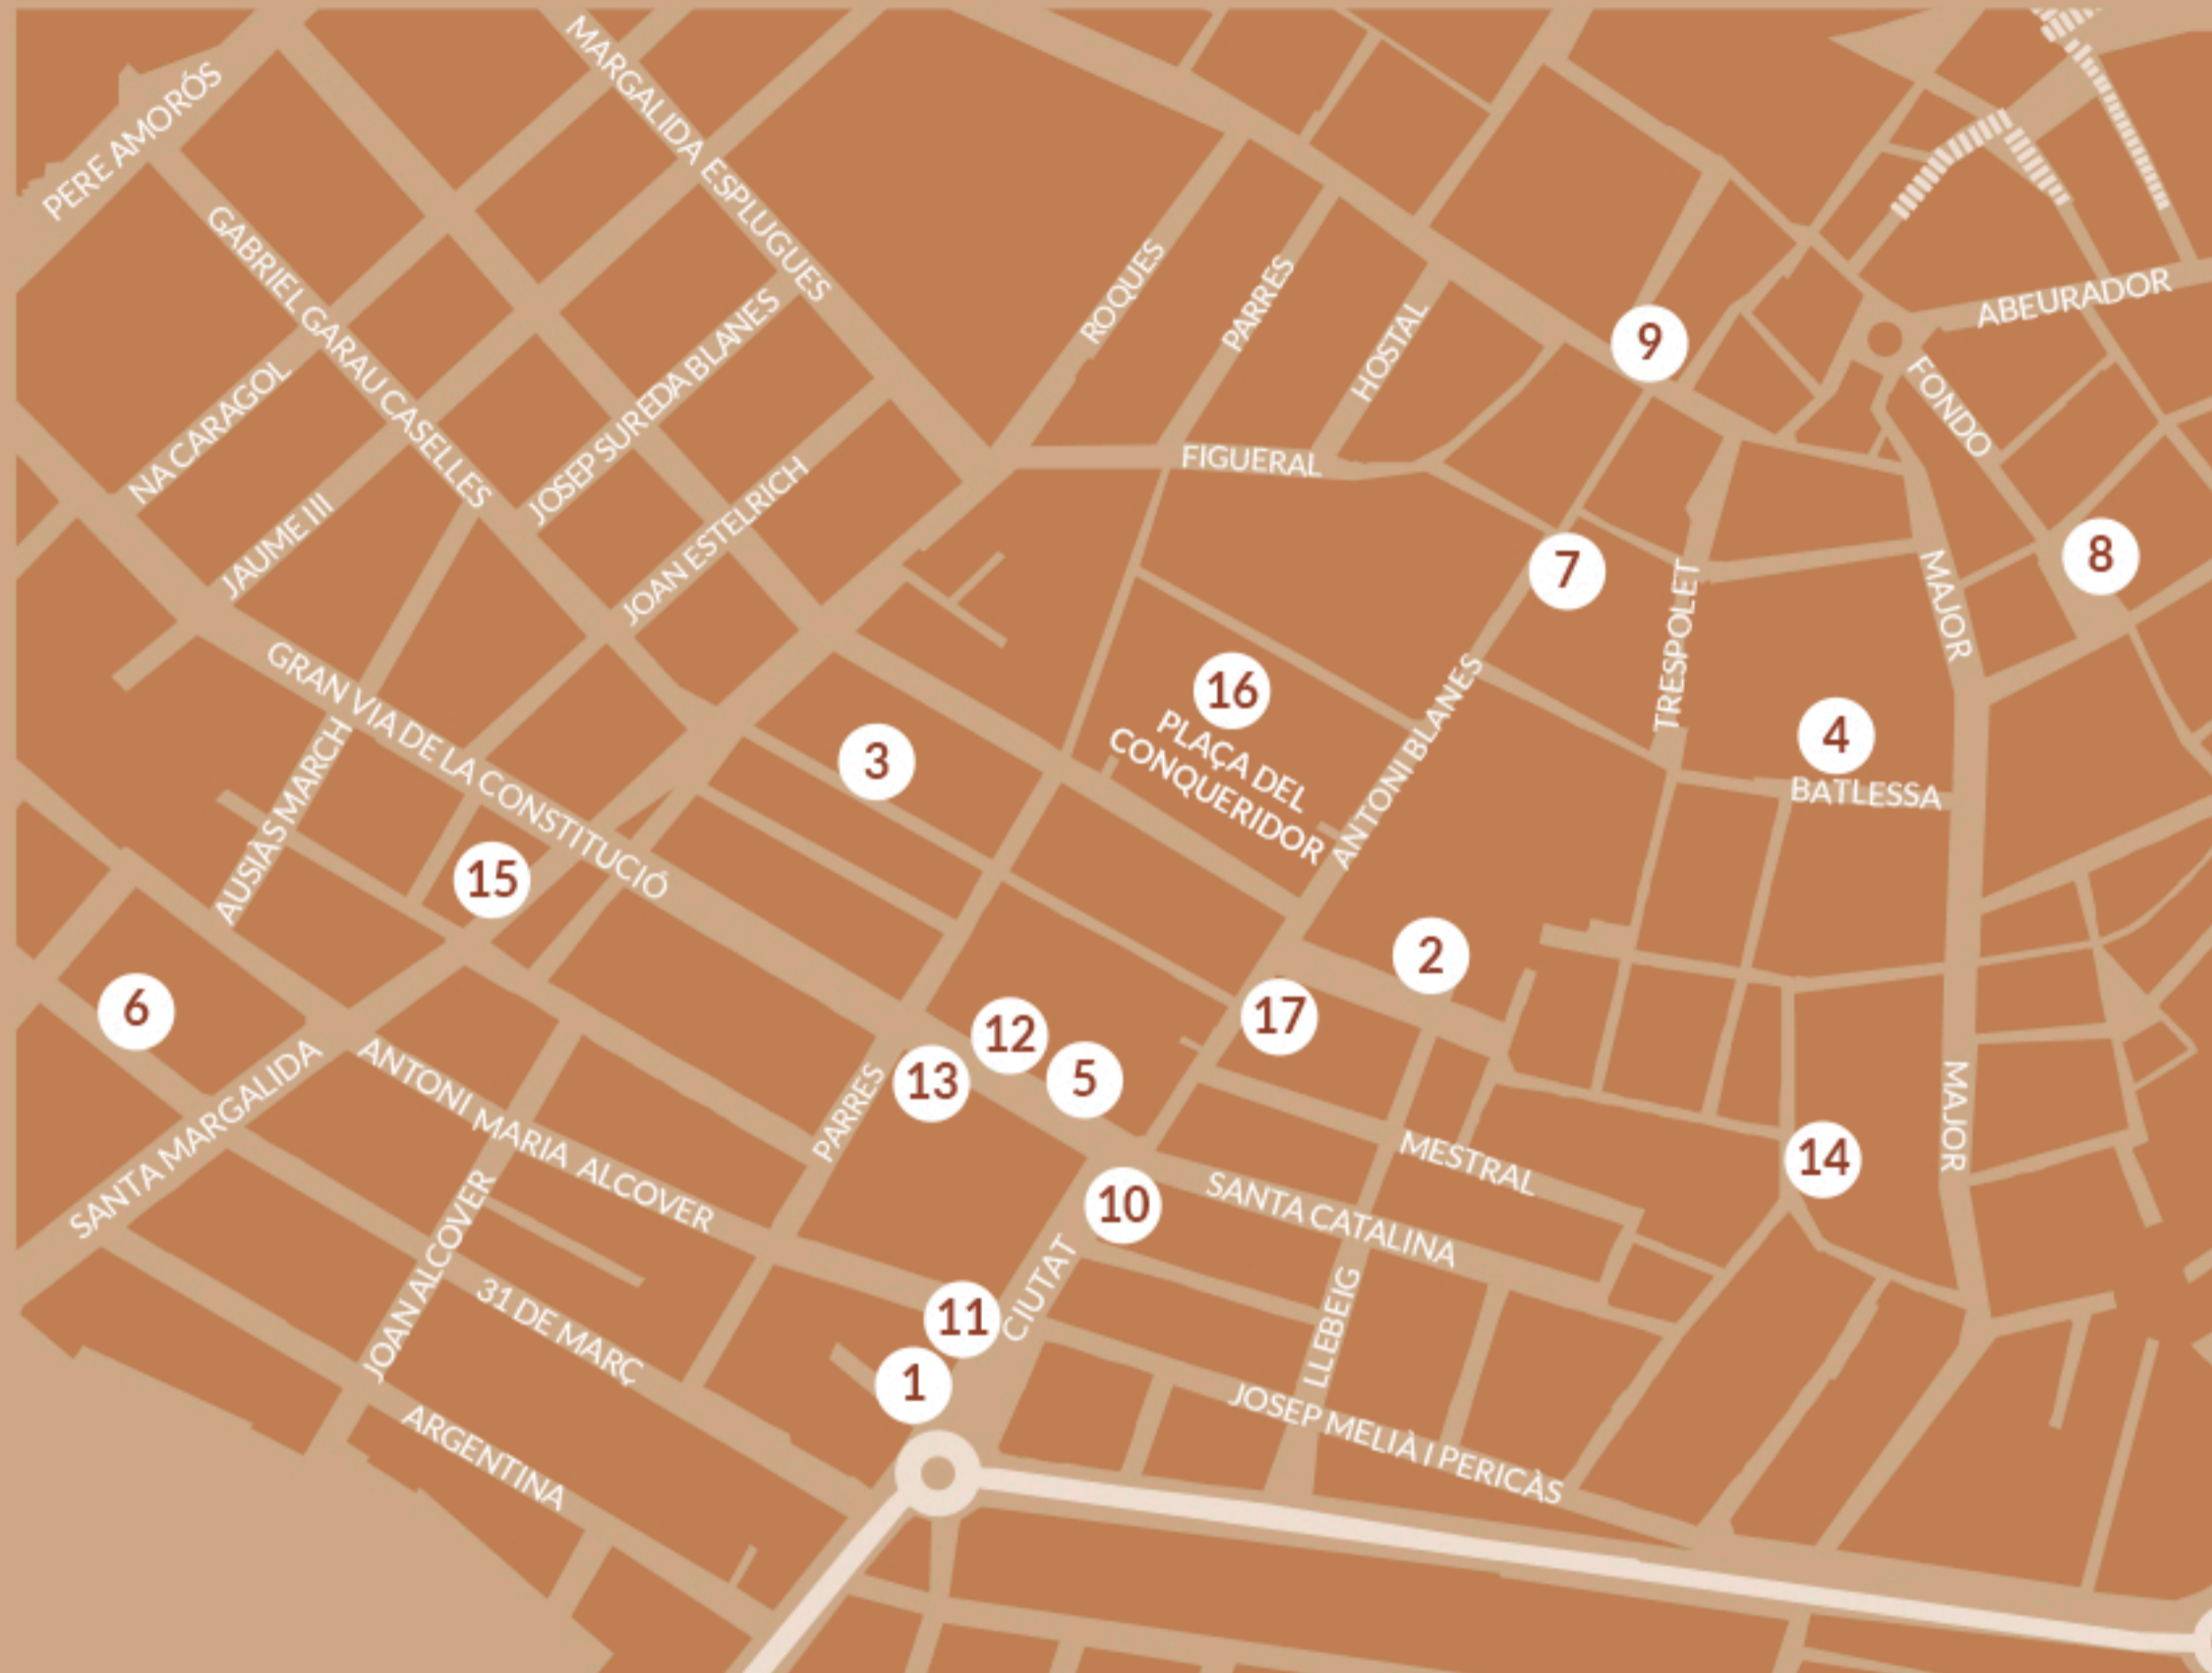 MARGALIDA ESPLUGUES
PERE AMORÓS
GABRIEL GARAU CASELLES
ROQUES
PARRES
HOSTAL
ABEURADOR
9
JOSEP SUREDA BLANES
NA CARAGOL
FONDO
FIGUERAL
JOAN ESTELRICH
JAUME III
7
8
TRESPOLET
MAJOR
GRAN VIA DE LA CONSTITUCIÓ
16
PLAÇA DEL
CONQUERIDOR
ANTONI BLANES
3
4
BATLESSA
AUSIÀS MARCH
15
2
6
17
12
13
5
PARRES
SANTA MARGALIDA
ANTONI MARIA ALCOVER
MESTRAL
14
MAJOR
10
SANTA CATALINA
JOAN ALCOVER
31 DE MARÇ
11
CIUTAT
LLEBEIG
1
JOSEP MELIÀ I PERICÀS
ARGENTINA